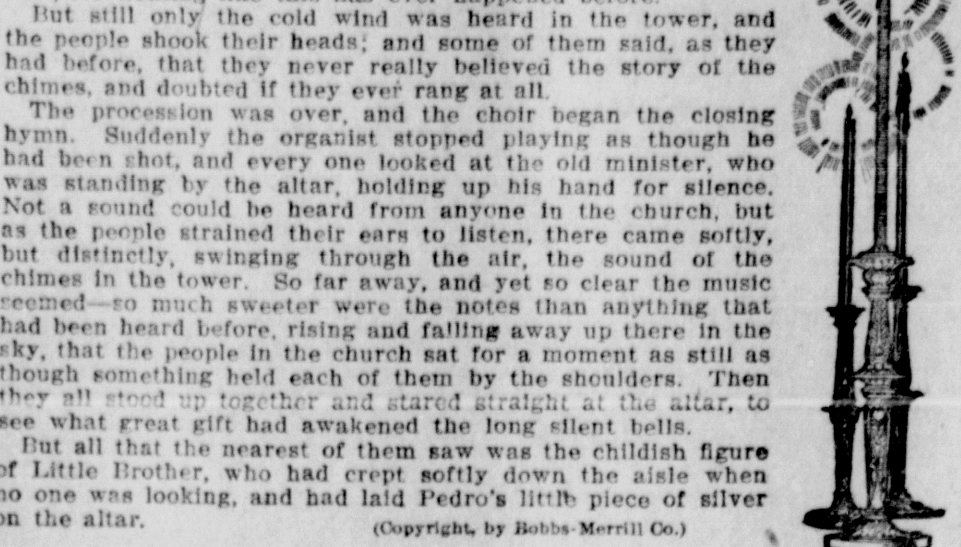 But still only the cold wind was heard in the tower, and
the people shook their heads; and some of them said, as they
had before, that they never really believed the story of the
chimes, and doubted if they ever rang at all.
The procession was over, and the choir began the closing
hymn. Suddenly the organist stopped playing as though he
had been shot, and every one looked at the old minister, who
was standing by the altar, holding up his hand for silence.
Not a sound could be heard from anyone in the church, but
as the people strained their ears to listen, there came softly,
but distinctly, swinging through the air, the sound of the
chimes in the tower. So far away, and yet so clear the music
seemed—so much sweeter were the notes than anything that
had been heard before, rising and falling away up there in the
sky, that the people in the church sat for a moment as still as
though something held each of them by the shoulders. Then
they all stood up together and stared straight at the altar, to
see what great gift had awakened the long silent bells.
But all that the nearest of them saw was the childish figure
of Little Brother, who had crept softly down the aisle when
no one was looking, and had laid Pedro's little piece of silver
on the altar.
(Copyright, by Bobbs-Merrill Co.)